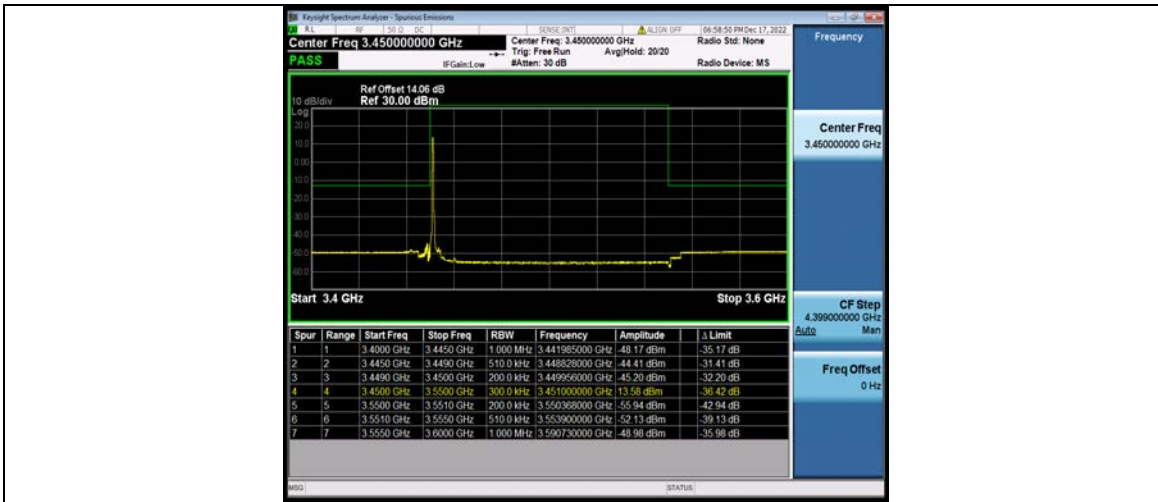 Keysight Spectrum Analyzer - Spurious Emissions
RL RF 50 Ω DC SENSE:INT ALIGN OFF 06:58:50 PM Dec 17, 2022
Center Freq 3.450000000 GHz Center Freq: 3.450000000 GHz Radio Std: None Frequency
Trig: Free Run Avg|Hold: 20/20
PASS IFGain:Low #Atten: 30 dB Radio Device: MS
Ref Offset 14.06 dB
10 dB/div Ref 30.00 dBm
Log
20.0
10.0
0.00
-10.0
-20.0
-30.0
-40.0
-50.0
-60.0
Start 3.4 GHz Stop 3.6 GHz
Center Freq
3.450000000 GHz
CF Step
4.399000000 GHz
Auto Man
Freq Offset
0 Hz
Spur Range Start Freq Stop Freq RBW Frequency Amplitude Δ Limit
1 1 3.4000 GHz 3.4450 GHz 1.000 MHz 3.441985000 GHz -48.17 dBm -35.17 dB
2 2 3.4450 GHz 3.4490 GHz 510.0 kHz 3.448828000 GHz -44.41 dBm -31.41 dB
3 3 3.4490 GHz 3.4500 GHz 200.0 kHz 3.449956000 GHz -45.20 dBm -32.20 dB
4 4 3.4500 GHz 3.5500 GHz 300.0 kHz 3.451000000 GHz 13.58 dBm -36.42 dB
5 5 3.5500 GHz 3.5510 GHz 200.0 kHz 3.550368000 GHz -55.94 dBm -42.94 dB
6 6 3.5510 GHz 3.5550 GHz 510.0 kHz 3.553900000 GHz -52.13 dBm -39.13 dB
7 7 3.5550 GHz 3.6000 GHz 1.000 MHz 3.590730000 GHz -48.98 dBm -35.98 dB
MSG STATUS